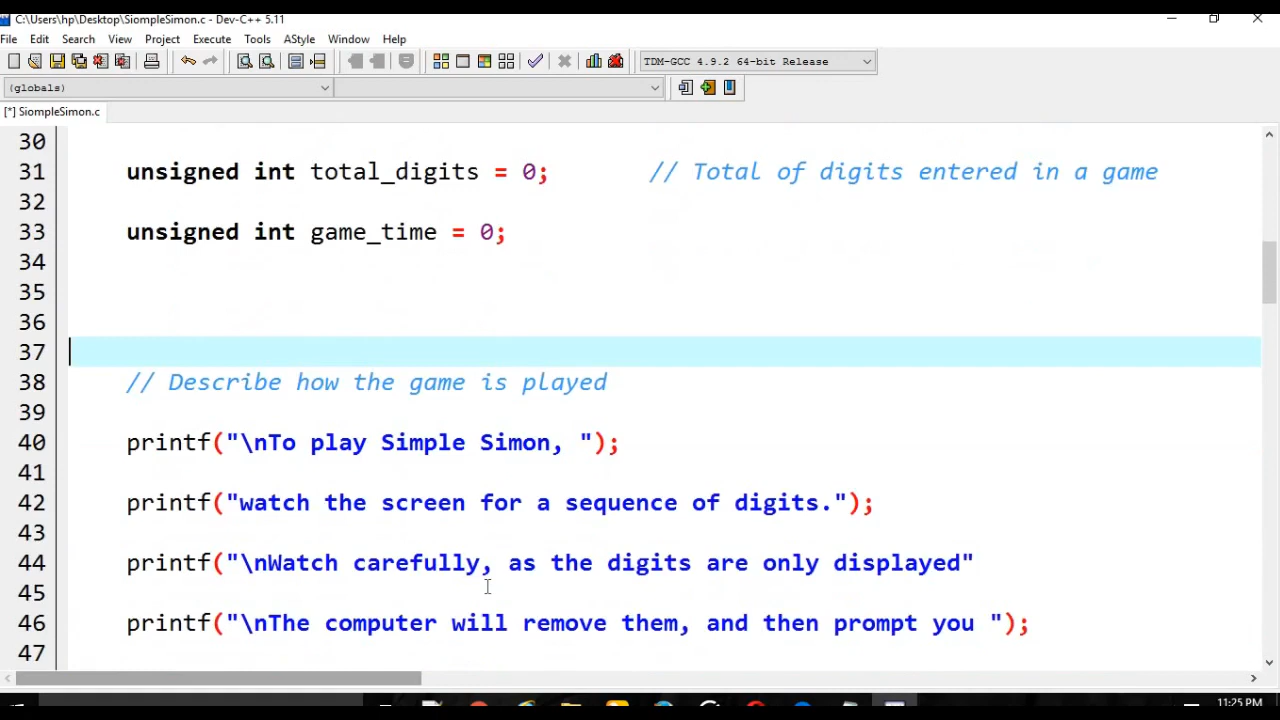 C:\Users\hp\Desktop\SiompleSimon.c - Dev-C++ 5.11
File Edit Search View Project Execute Tools AStyle Window Help
TDM-GCC 4.9.2 64-bit Release
(globals)
[*] SiompleSimon.c
30
31 unsigned int total_digits = 0; // Total of digits entered in a game
32
33 unsigned int game_time = 0;
34
35
36
37
38 // Describe how the game is played
39
40 printf("\nTo play Simple Simon, ");
41
42 printf("watch the screen for a sequence of digits.");
43
44 printf("\nWatch carefully, as the digits are only displayed"
45
46 printf("\nThe computer will remove them, and then prompt you ");
47
11:25 PM